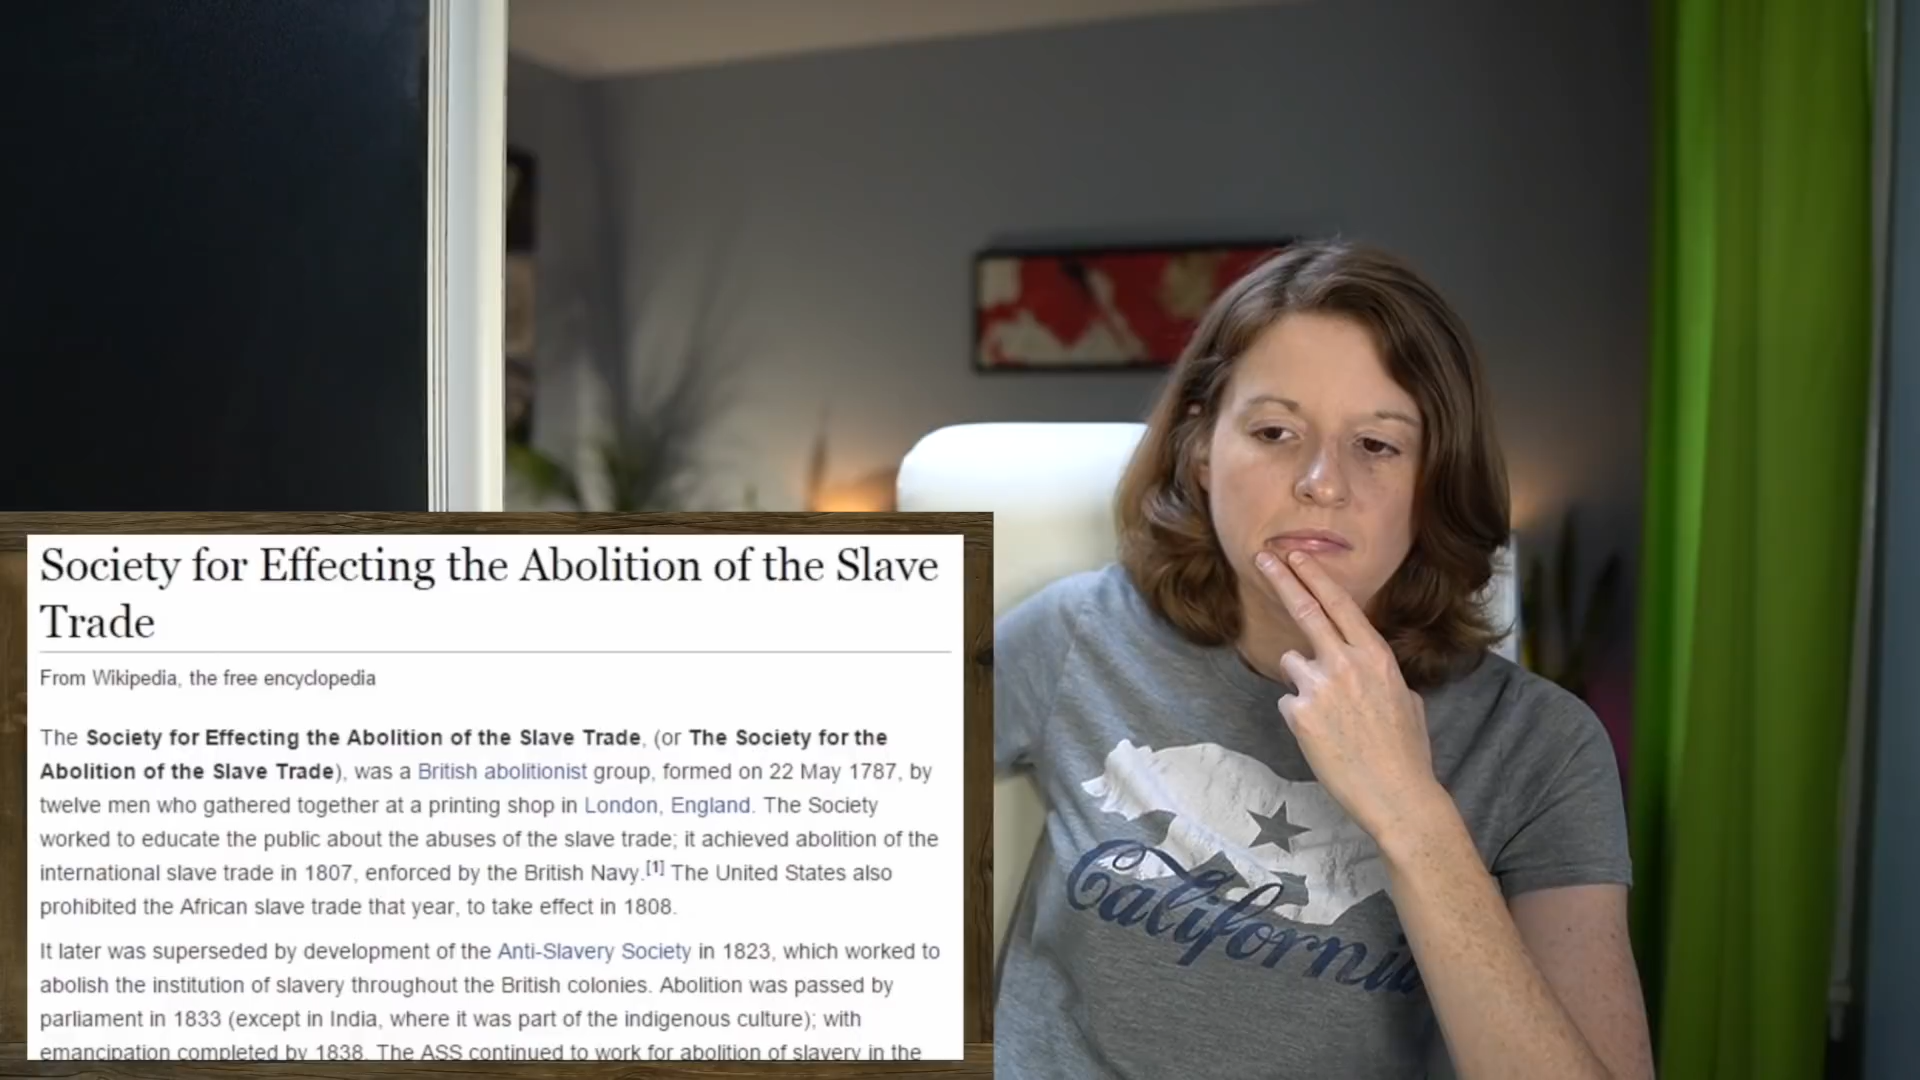 Society for Effecting the Abolition of the Slave
Trade
From Wikipedia, the free encyclopedia
The Society for Effecting the Abolition of the Slave Trade, (or The Society for the
Abolition of the Slave Trade), was a British abolitionist group, formed on 22 May 1787, by
twelve men who gathered together at a printing shop in London, England. The Society
worked to educate the public about the abuses of the slave trade; it achieved abolition of the
international slave trade in 1807, enforced by the British Navy.[1] The United States also
prohibited the African slave trade that year, to take effect in 1808.
It later was superseded by development of the Anti-Slavery Society in 1823, which worked to
abolish the institution of slavery throughout the British colonies. Abolition was passed by
parliament in 1833 (except in India, where it was part of the indigenous culture); with
emancipation completed by 1838. The ASS continued to work for abolition of slavery in the
California